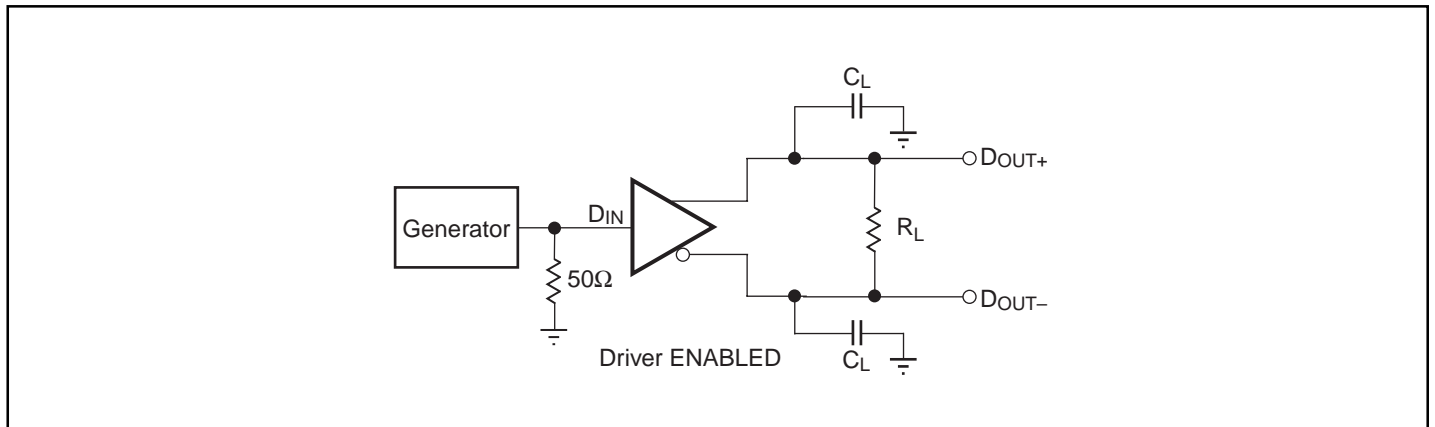 CL
DOUT+
Generator
DIN
RL
50Ω
DOUT–
Driver ENABLED
CL